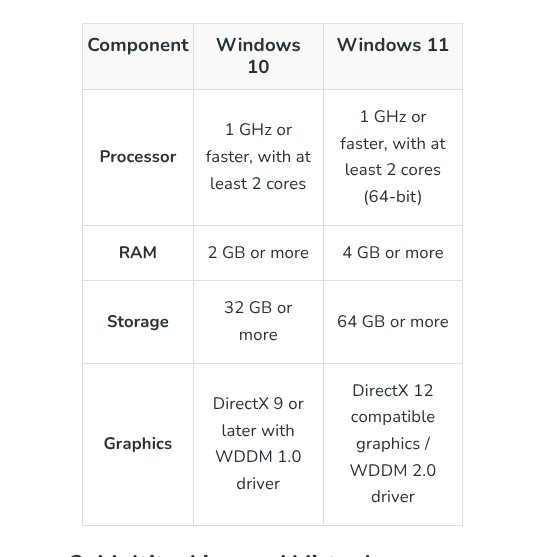 Component
Windows
10
Windows 11
Processor
1 GHz or
faster, with at
least 2 cores
1 GHz or
faster, with at
least 2 cores
(64-bit)
RAM
2 GB or more
4 GB or more
Storage
32 GB or
more
64 GB or more
Graphics
DirectX 9 or
later with
WDDM 1.0
driver
DirectX 12
compatible
graphics /
WDDM 2.0
driver